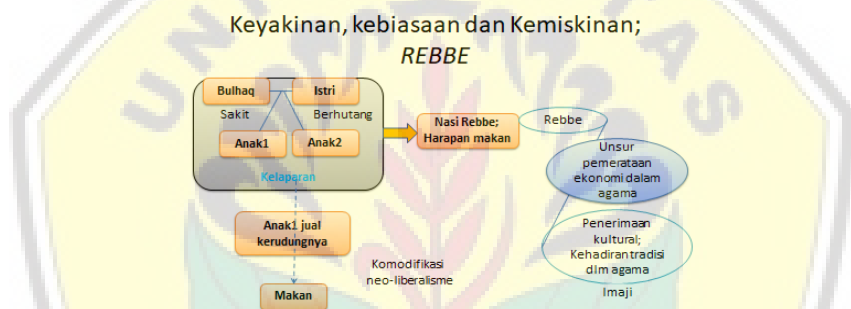 UNIVERSITAS
Keyakinan, kebiasaan dan Kemiskinan;
REBBE
Bulhaq
Istri
Sakit
Berhutang
Anak1
Anak2
Kelaparan
Nasi Rebbe;
Harapan makan
Rebbe
Unsur
pemerataan
ekonomi dalam
agama
Anak1 jual
kerudungnya
Penerimaan
kultural;
Kehadiran tradisi
dlm agama
Imaji
Komodifikasi
neo-liberalisme
Makan